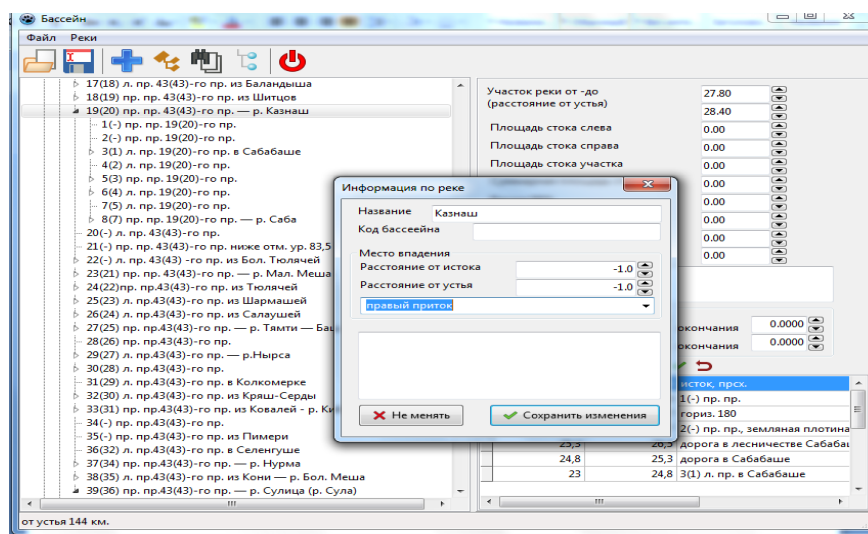 Бассейн
Файл Реки
17(18) л. пр. 43(43)-го пр. из Баландыша
18(19) пр. пр. 43(43)-го пр. из Шитцов
19(20) пр. пр. 43(43)-го пр. — р. Казнаш
1(-) пр. пр. 19(20)-го пр.
2(-) пр. пр. 19(20)-го пр.
3(1) л. пр. 19(20)-го пр. в Сабабаше
4(2) л. пр. 19(20)-го пр.
5(3) пр. пр. 19(20)-го пр.
6(4) л. пр. 19(20)-го пр.
7(5) л. пр. 19(20)-го пр.
8(7) пр. пр. 19(20)-го пр. — р. Саба
20(-) л. пр. 43(43)-го пр.
21(-) пр. пр. 43(43)-го пр. ниже отм. ур. 83,5
22(-) л. пр. 43(43) -го пр. из Бол. Тюлячей
23(21) пр. пр. 43(43)-го пр. — р. Мал. Меша
24(22)пр. пр.43(43)-го пр. из Тюлячей
25(23) л. пр.43(43)-го пр. из Шармашей
26(24) л. пр.43(43)-го пр. из Салаушей
27(25) пр. пр.43(43)-го пр. — р. Тямти — Баш
28(26) пр. пр.43(43)-го пр.
29(27) л. пр.43(43)-го пр. — р.Нырса
30(28) л. пр.43(43)-го пр.
31(29) л. пр.43(43)-го пр. в Колкомерке
32(30) л. пр.43(43)-го пр. из Кряш-Серды
33(31) пр. пр.43(43)-го пр. из Ковалей - р. Ки
34(-) пр. пр.43(43)-го пр.
35(-) пр. пр.43(43)-го пр. из Пимери
36(32) л. пр.43(43)-го пр. в Селенгуше
37(34) пр. пр.43(43)-го пр. — р. Нурма
38(35) л. пр.43(43)-го пр. из Кони — р. Бол. Меша
39(36) пр. пр.43(43)-го пр. — р. Сулица (р. Сула)
Участок реки от -до
(расстояние от устья)
27.80
28.40
Площадь стока слева 0.00
Площадь стока справа 0.00
Площадь стока участка 0.00
0.00
0.00
0.00
0.00
0.00
окончания 0.0000
окончания 0.0000
Информация по реке
Название Казнаш
Код бассеейна
Место впадения
Расстояние от истока -1.0
Расстояние от устья -1.0
правый приток
Не менять
Сохранить изменения
исток, прсх.
1(-) пр. пр.
гориз. 180
2(-) пр. пр., земляная плотина
25,3 26,5 дорога в лесничестве Сабабаш
24,8 25,3 дорога в Сабабаше
23 24,8 3(1) л. пр. в Сабабаше
от устья 144 км.